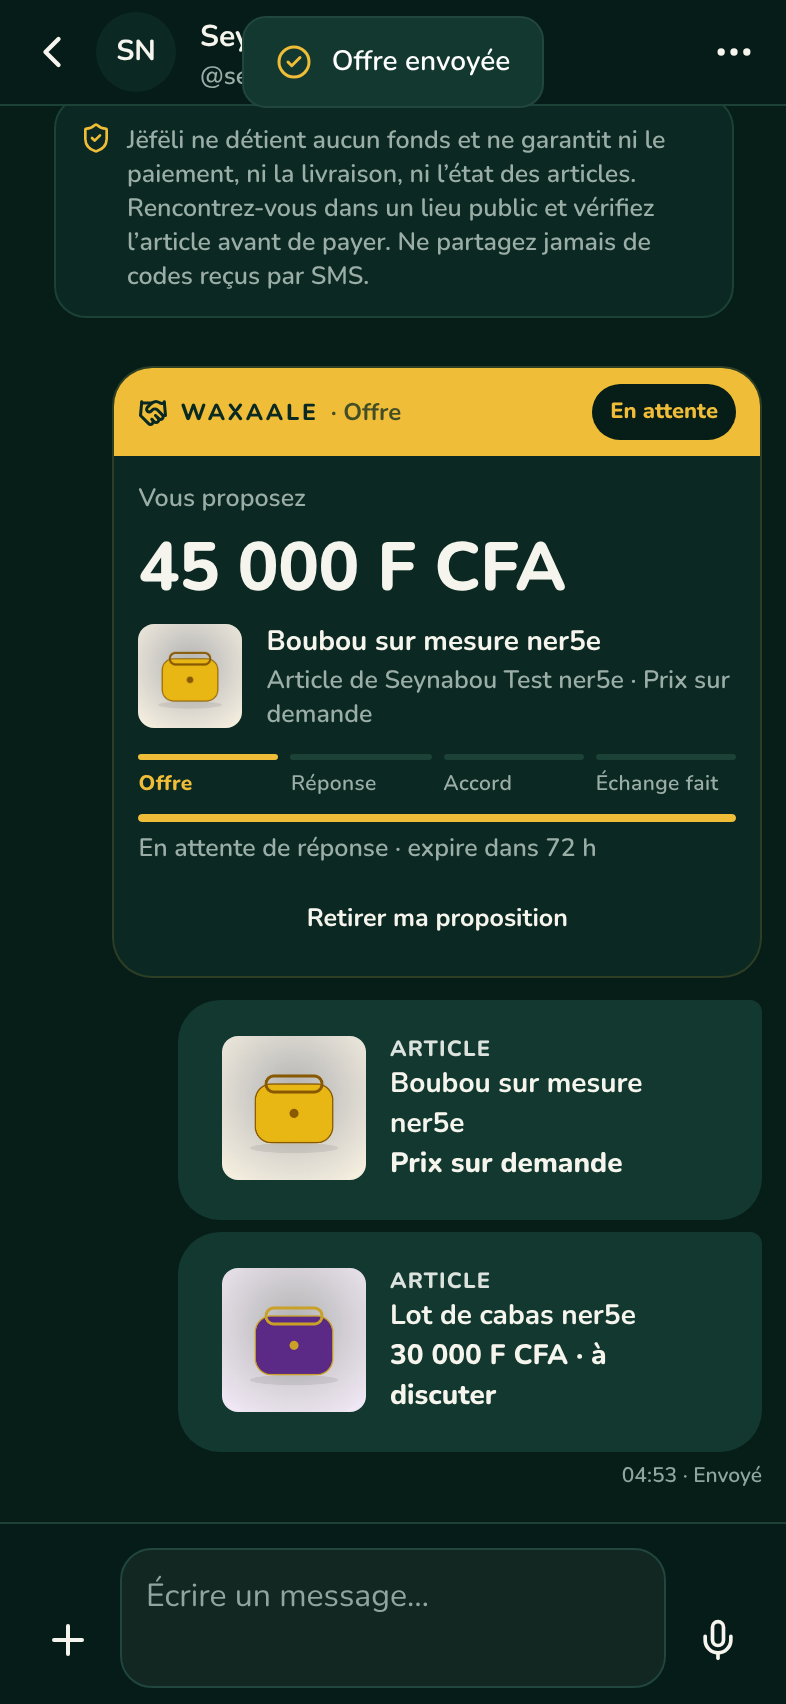 SN
Offre envoyée
Jëfëli ne détient aucun fonds et ne garantit ni le
paiement, ni la livraison, ni l’état des articles.
Rencontrez-vous dans un lieu public et vérifiez
l’article avant de payer. Ne partagez jamais de
codes reçus par SMS.
WAXAALE · Offre
En attente
Vous proposez
45 000 F CFA
Boubou sur mesure ner5e
Article de Seynabou Test ner5e · Prix sur
demande
Offre
Réponse
Accord
Échange fait
En attente de réponse · expire dans 72 h
Retirer ma proposition
ARTICLE
Boubou sur mesure
ner5e
Prix sur demande
ARTICLE
Lot de cabas ner5e
30 000 F CFA · à
discuter
04:53 · Envoyé
Écrire un message...